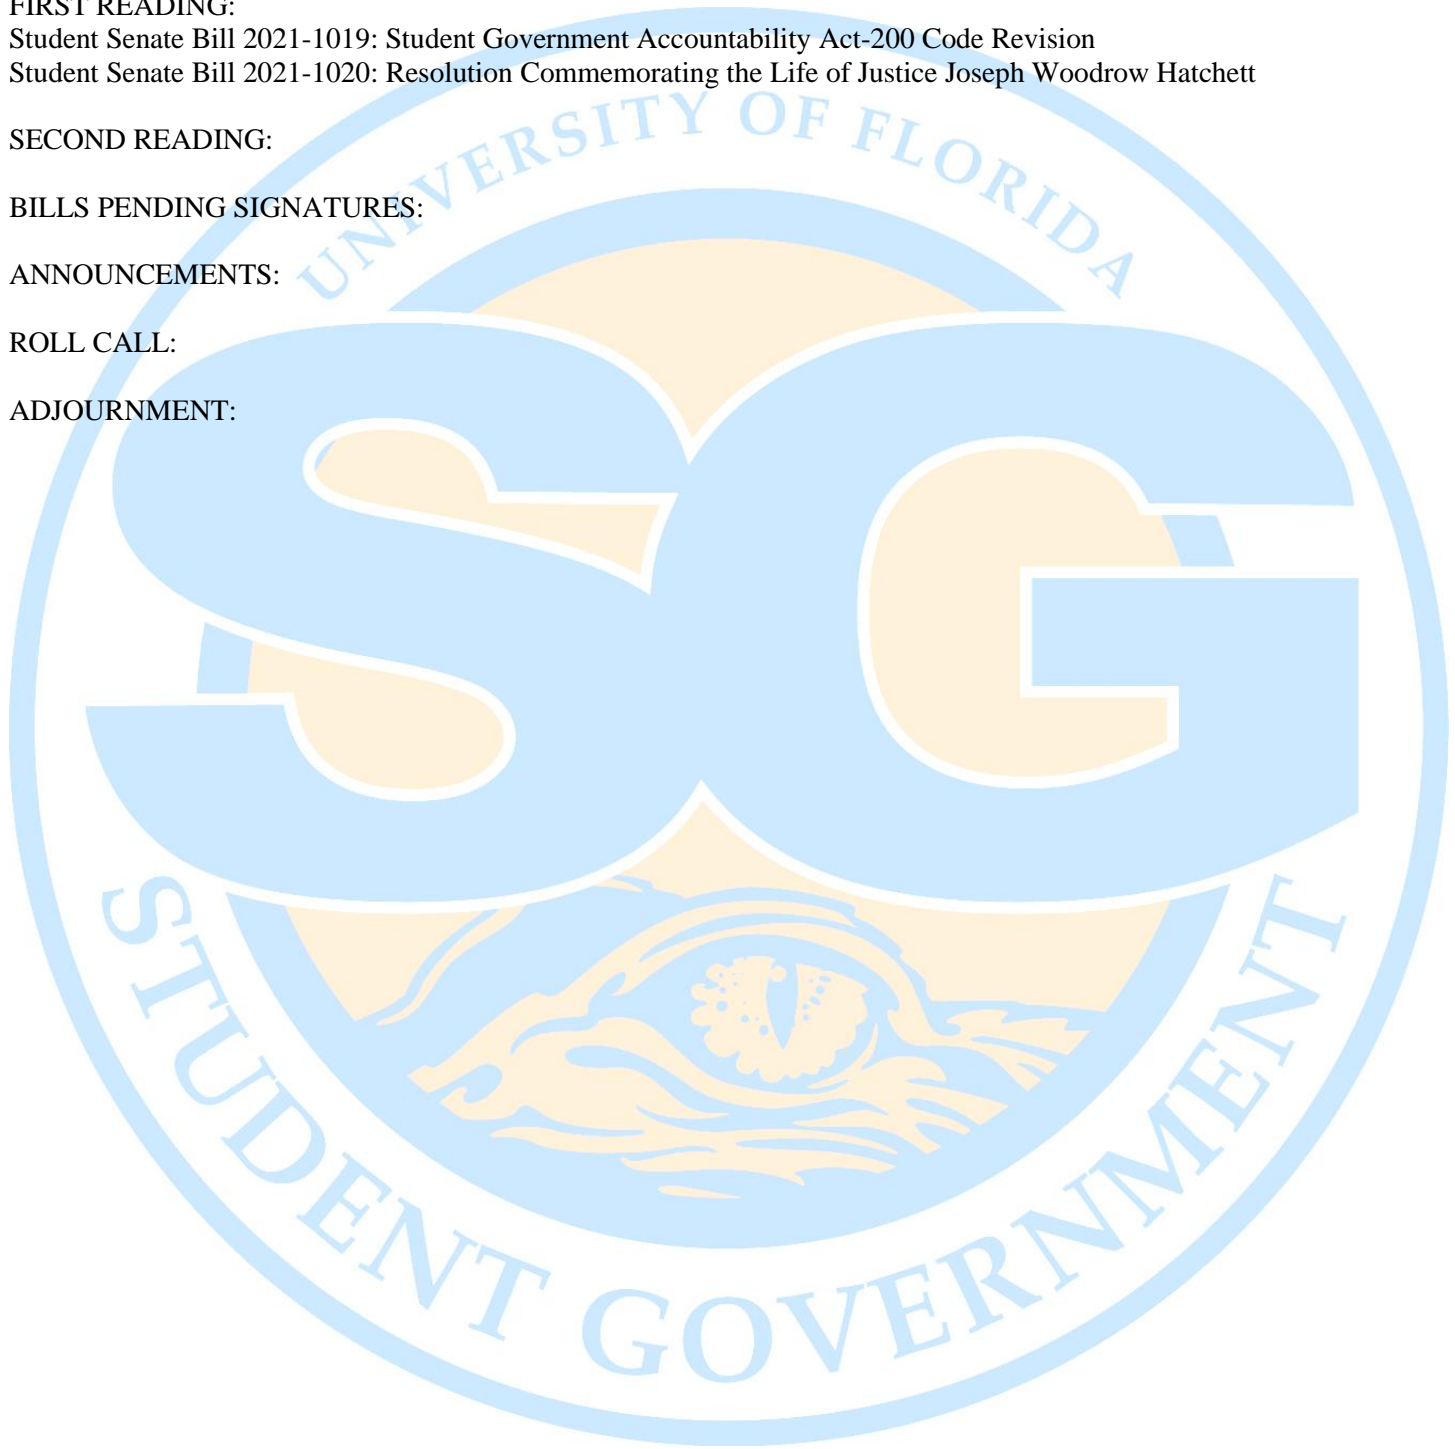 FIRST READING:
Student Senate Bill 2021-1019: Student Government Accountability Act-200 Code Revision
Student Senate Bill 2021-1020: Resolution Commemorating the Life of Justice Joseph Woodrow Hatchett
SECOND READING:
BILLS PENDING SIGNATURES:
ANNOUNCEMENTS:
ROLL CALL:
ADJOURNMENT:
UNIVERSITY OF FLORIDA
SG
STUDENT GOVERNMENT